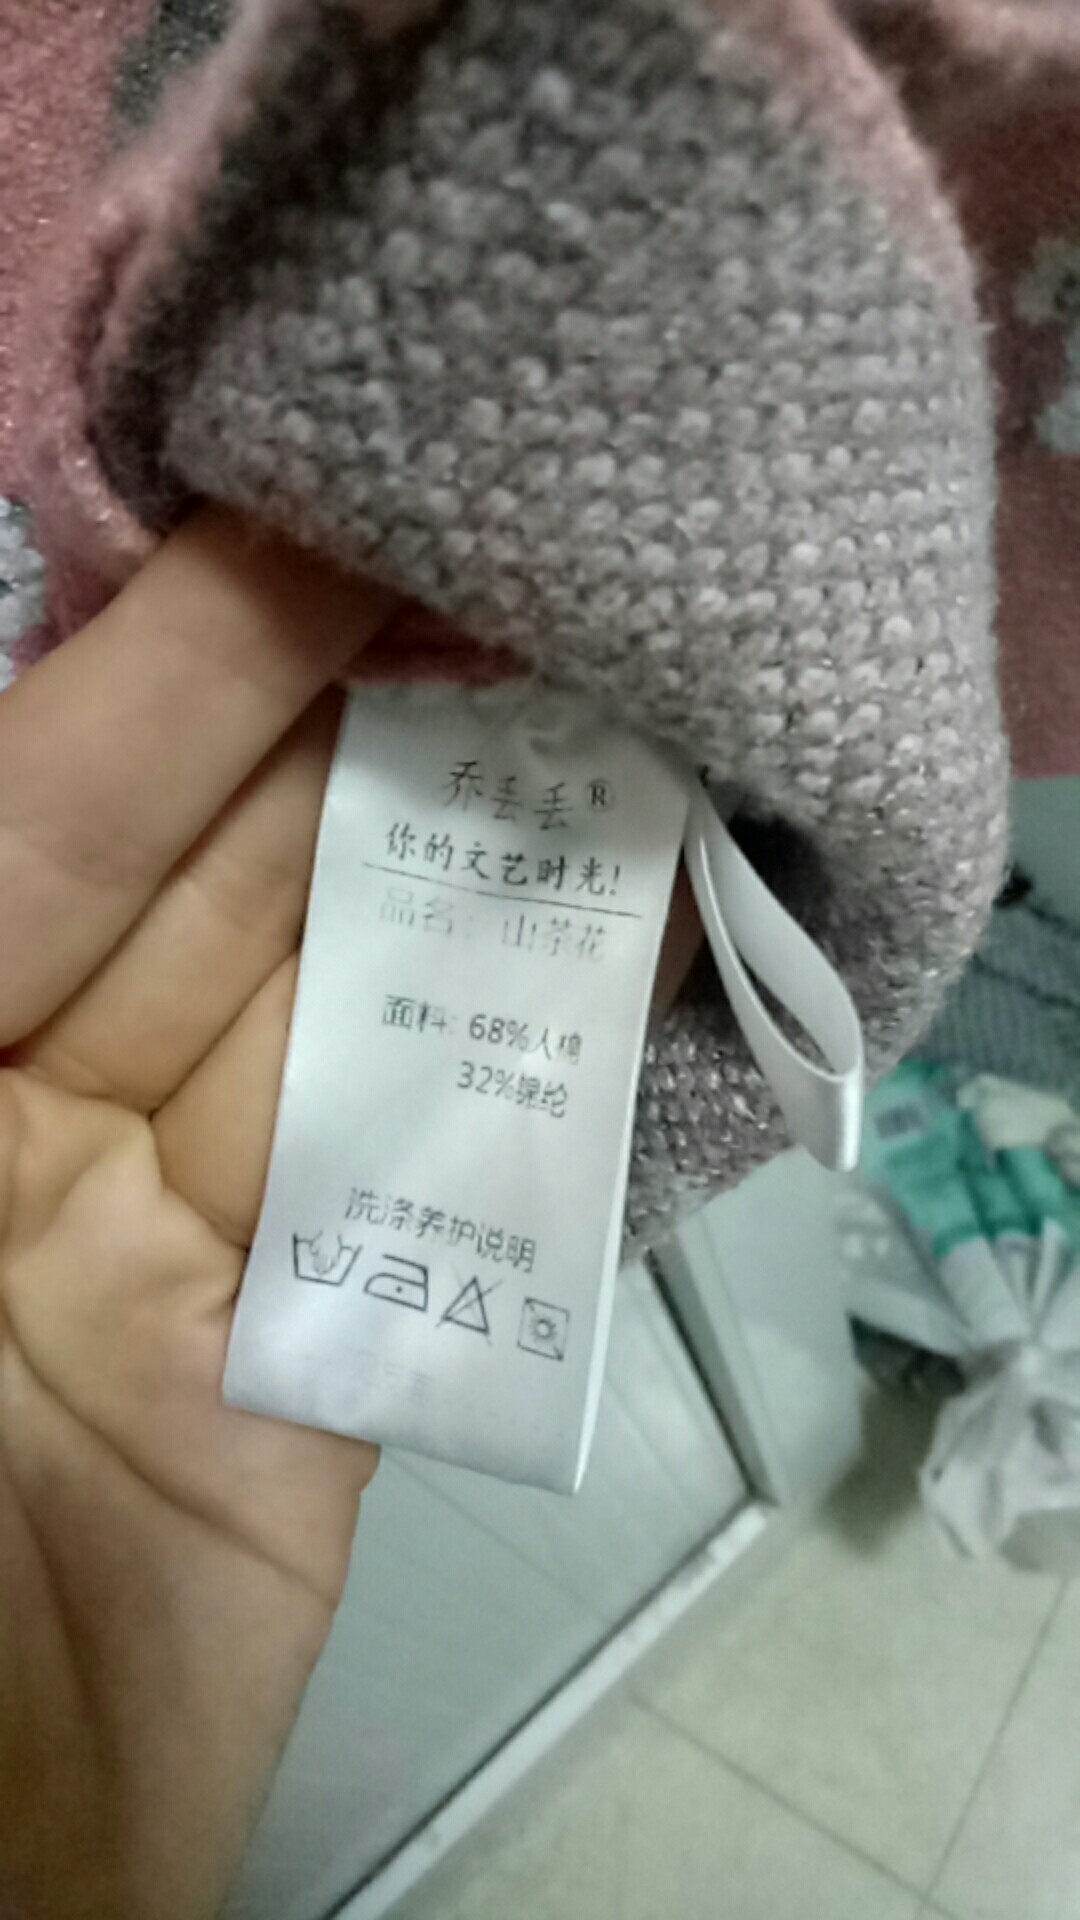 乔丢丢®
你的文艺时光!
品名: 山茶花
面料: 68%人棉
32%锦纶
洗涤养护说明